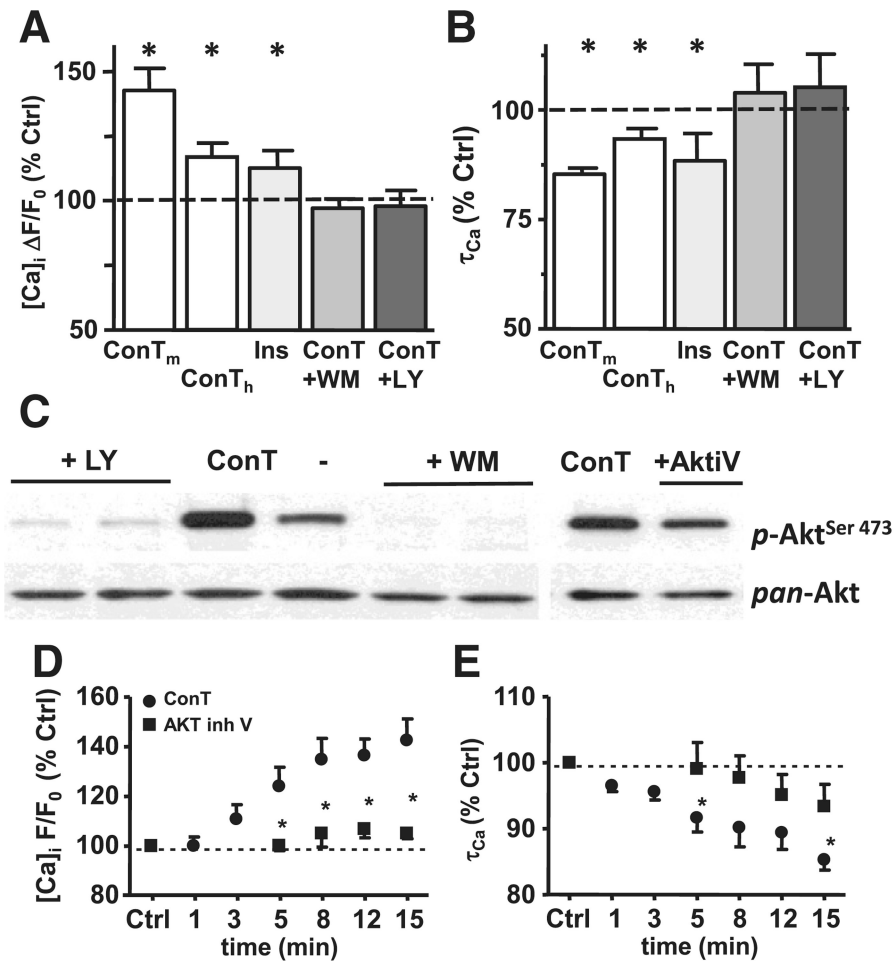 A
[Ca]i ΔF/F0 (% Ctrl)
150
100
50
* * *
ConTm
ConTh
Ins
ConT
+WM
ConT
+LY
B
τCa (% Ctrl)
100
75
50
* * *
ConTm
ConTh
Ins
ConT
+WM
ConT
+LY
C
+ LY ConT - + WM ConT +AktiV
p-AktSer 473
pan-Akt
D
[Ca]i F/F0 (% Ctrl)
160
140
120
100
80
ConT
AKT inh V
* * * *
Ctrl 1 3 5 8 12 15
time (min)
E
τCa (% Ctrl)
110
100
90
80
* *
Ctrl 1 3 5 8 12 15
time (min)